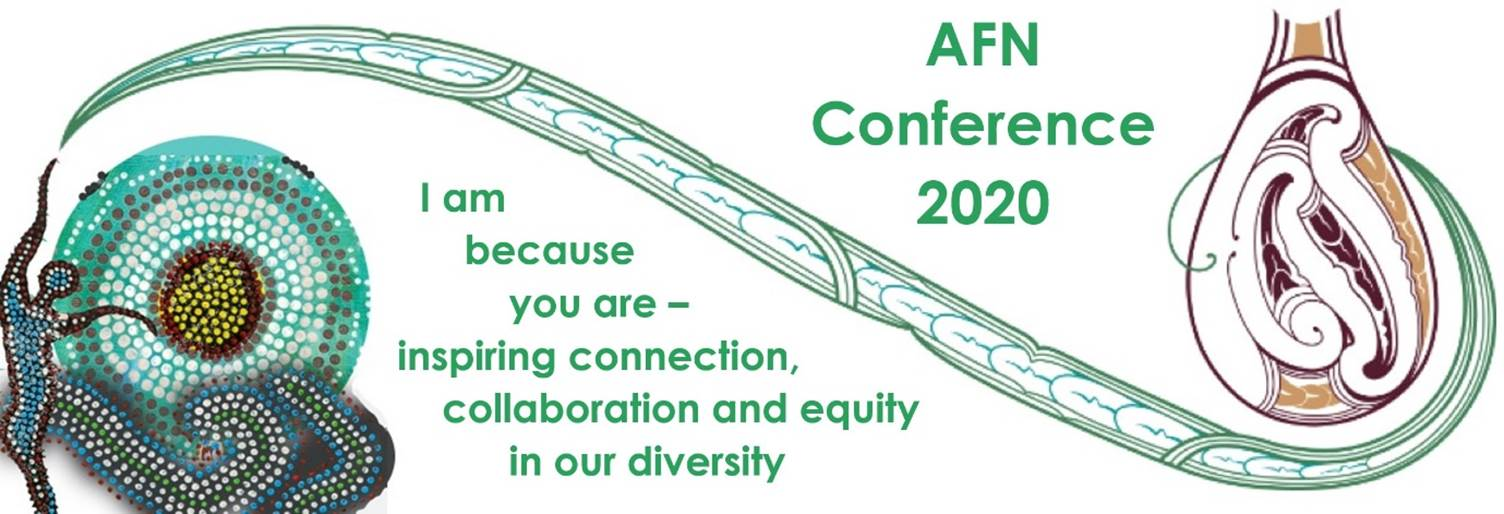 AFN
Conference
2020
I am
because
you are –
inspiring connection,
collaboration and equity
in our diversity